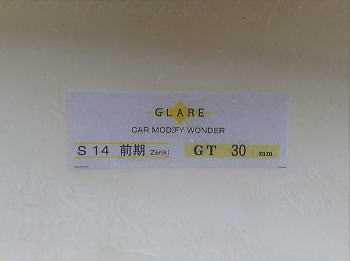 GLARE
CAR MODIFY WONDER
S 14 前期 Zenki GT 30 mm